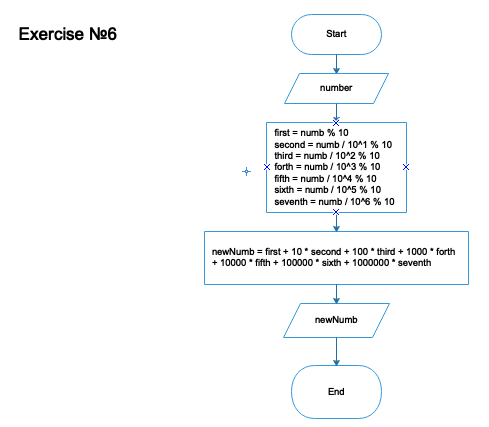 Exercise №6
Start
number
first = numb % 10
second = numb / 10^1 % 10
third = numb / 10^2 % 10
forth = numb / 10^3 % 10
fifth = numb / 10^4 % 10
sixth = numb / 10^5 % 10
seventh = numb / 10^6 % 10
newNumb = first + 10 * second + 100 * third + 1000 * forth
+ 10000 * fifth + 100000 * sixth + 1000000 * seventh
newNumb
End